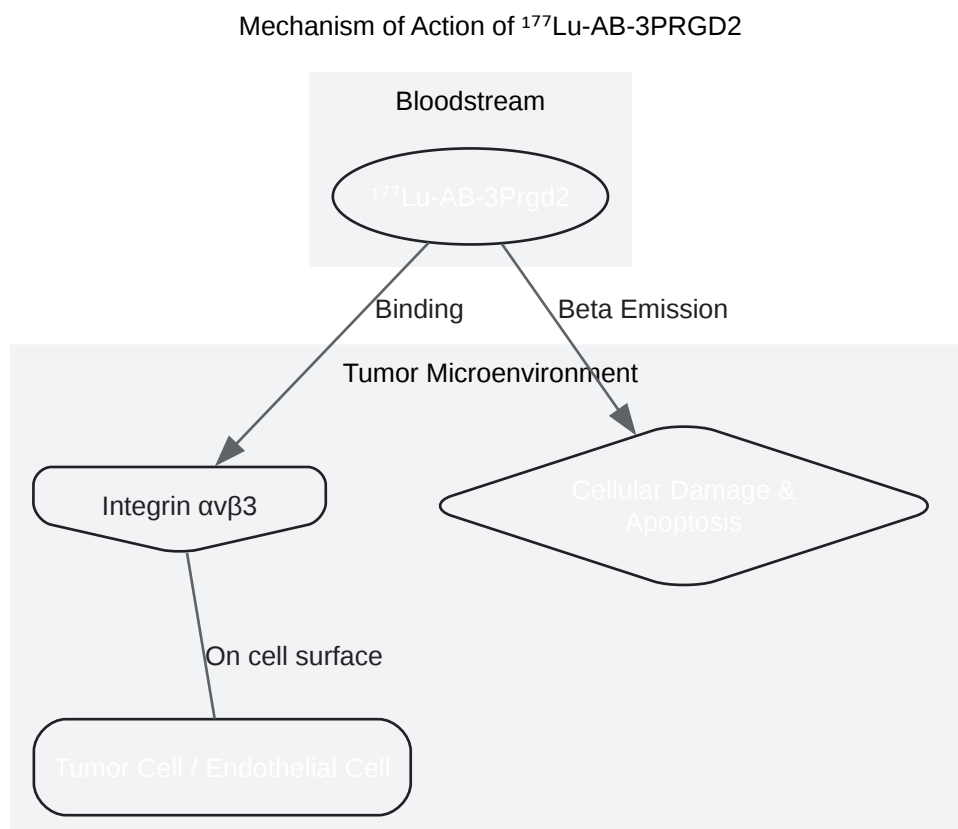 Mechanism of Action of ¹⁷⁷Lu-AB-3PRGD2
Bloodstream
¹⁷⁷Lu-AB-3Prgd2
Binding
Beta Emission
Tumor Microenvironment
Integrin αvβ3
Cellular Damage &
Apoptosis
On cell surface
Tumor Cell / Endothelial Cell